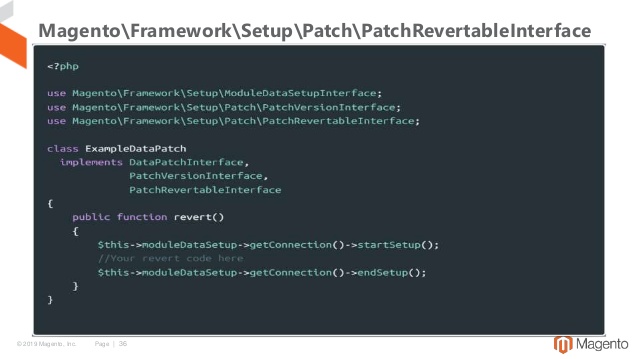 Magento\Framework\Setup\Patch\PatchRevertableInterface
<?php
use Magento\Framework\Setup\ModuleDataSetupInterface;
use Magento\Framework\Setup\Patch\PatchVersionInterface;
use Magento\Framework\Setup\Patch\PatchRevertableInterface;
class ExampleDataPatch
implements DataPatchInterface,
PatchVersionInterface,
PatchRevertableInterface
{
public function revert()
{
$this->moduleDataSetup->getConnection()->startSetup();
//Your revert code here
$this->moduleDataSetup->getConnection()->endSetup();
}
}
© 2019 Magento, Inc. Page | 36
Magento